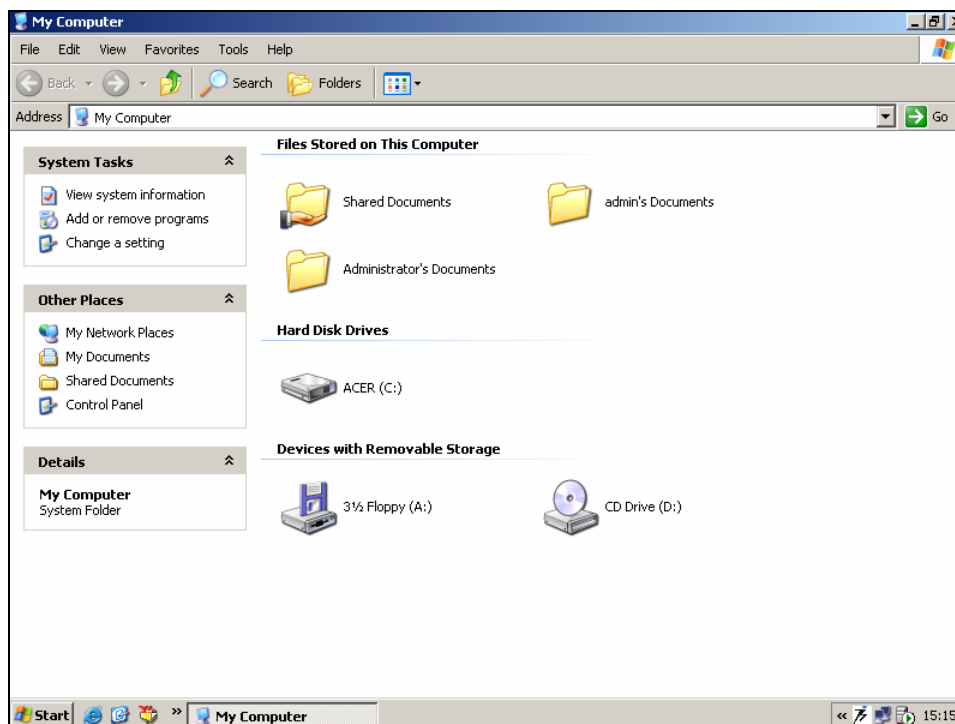 My Computer
File Edit View Favorites Tools Help
Back Search Folders
Address My Computer Go
System Tasks
View system information
Add or remove programs
Change a setting
Other Places
My Network Places
My Documents
Shared Documents
Control Panel
Details
My Computer
System Folder
Files Stored on This Computer
Shared Documents
admin's Documents
Administrator's Documents
Hard Disk Drives
ACER (C:)
Devices with Removable Storage
3½ Floppy (A:)
CD Drive (D:)
Start » My Computer « 15:15